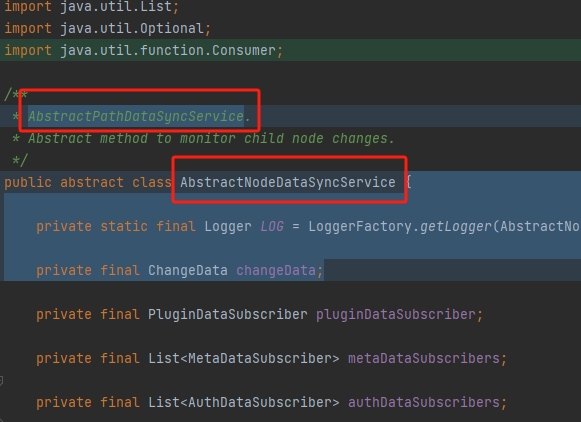 import java.util.List;
import java.util.Optional;
import java.util.function.Consumer;
/**
* AbstractPathDataSyncService.
* Abstract method to monitor child node changes.
*/
public abstract class AbstractNodeDataSyncService {
private static final Logger LOG = LoggerFactory.getLogger(AbstractNo
private final ChangeData changeData;
private final PluginDataSubscriber pluginDataSubscriber;
private final List<MetaDataSubscriber> metaDataSubscribers;
private final List<AuthDataSubscriber> authDataSubscribers;